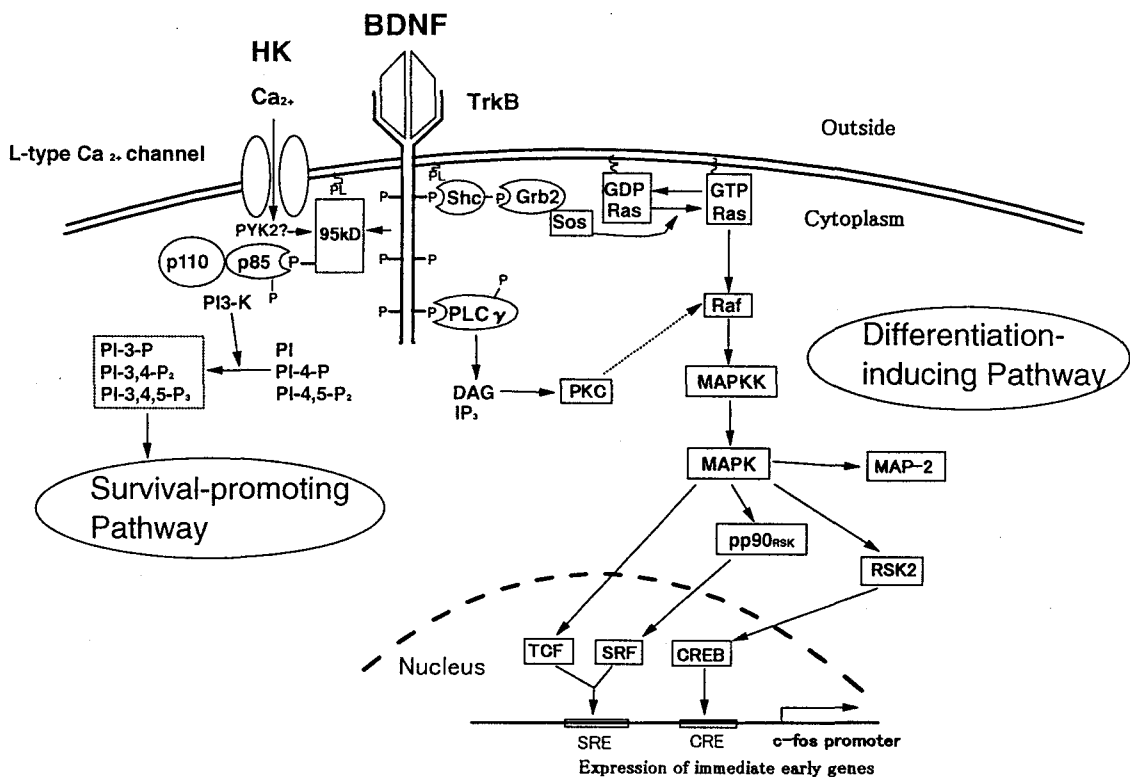 BDNF
HK
Ca2+
TrkB
L-type Ca 2+ channel
Outside
Cytoplasm
PL
PL
P
P
Shc
P
Grb2
Sos
GDP
Ras
GTP
Ras
PYK2?
95kD
p110
p85
P
P
P
P
PI3-K
P
P
PLC γ
P
Raf
Differentiation-
inducing Pathway
PI-3-P
PI-3,4-P2
PI-3,4,5-P3
PI
PI-4-P
PI-4,5-P2
DAG
IP3
PKC
MAPKK
MAPK
MAP-2
Survival-promoting
Pathway
pp90RSK
RSK2
Nucleus
TCF
SRF
CREB
SRE
CRE
c-fos promoter
Expression of immediate early genes